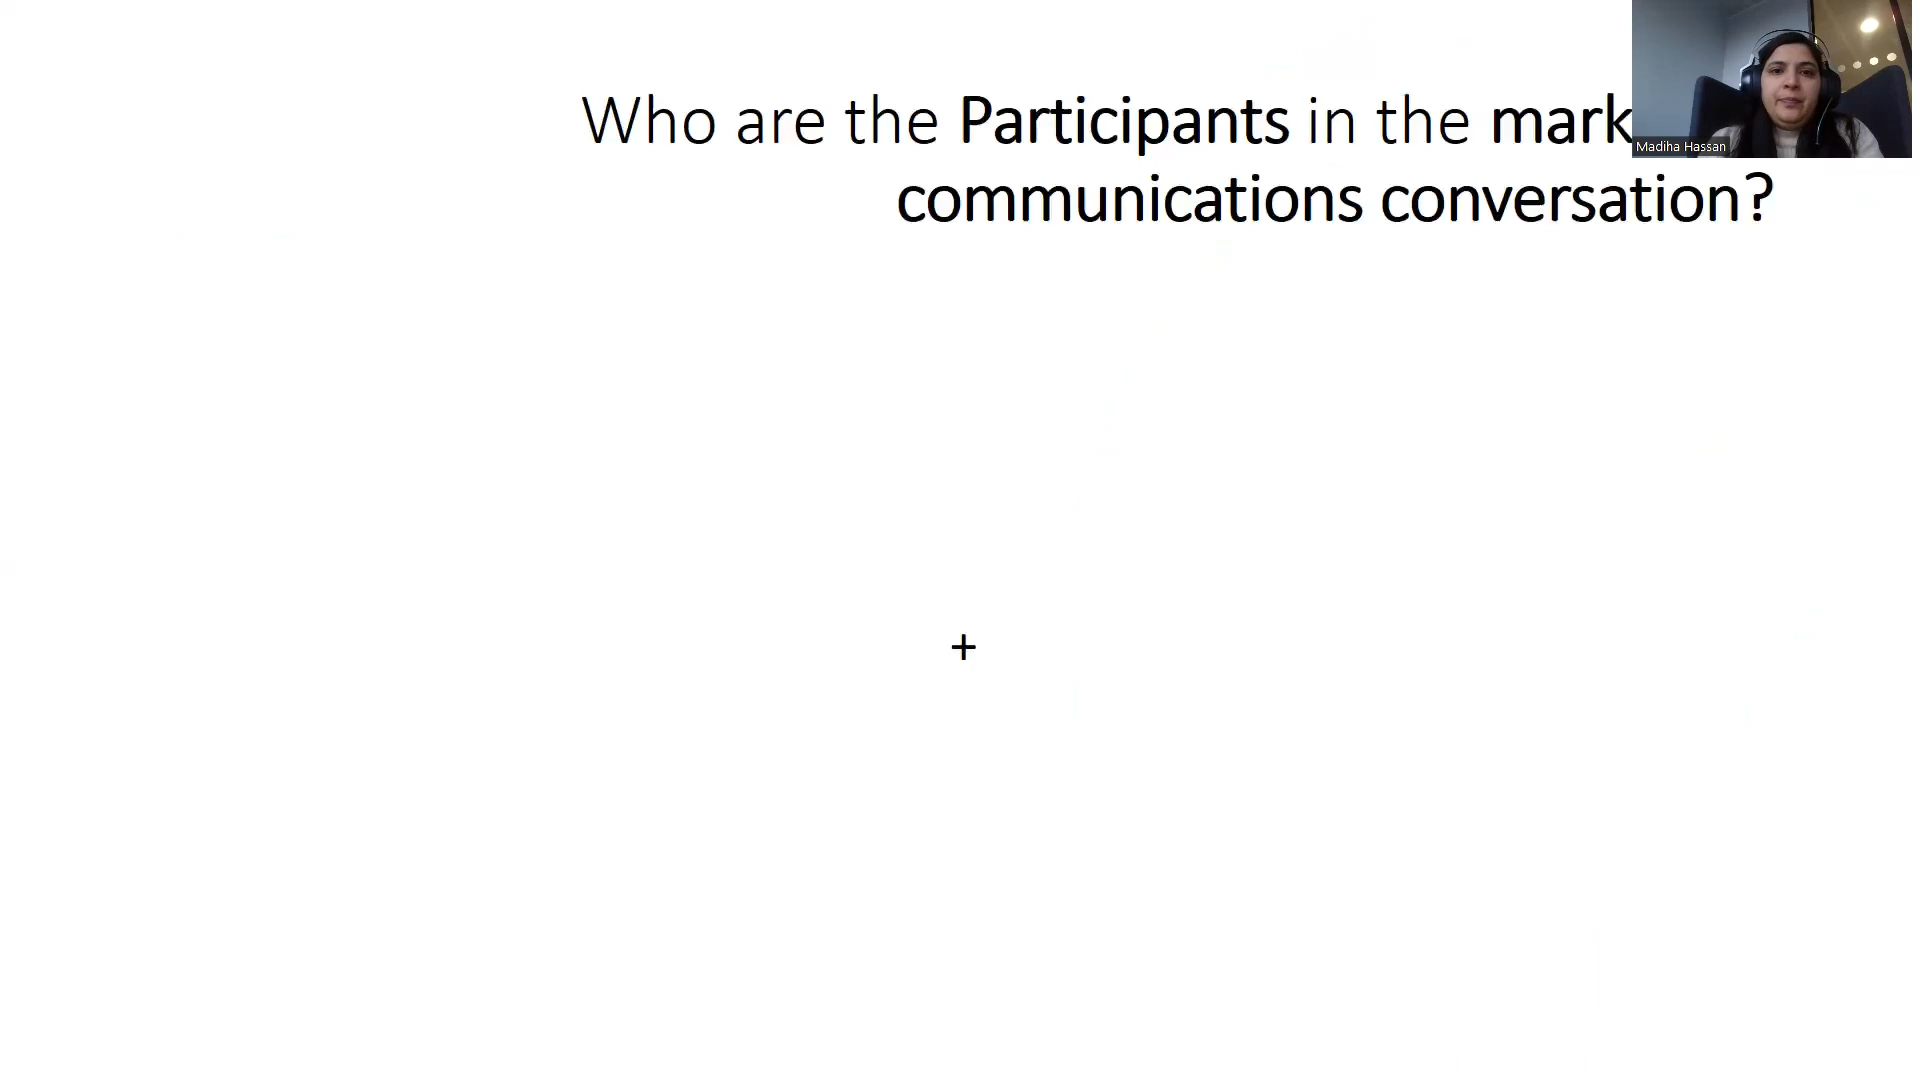 Who are the Participants in the mark
communications conversation?
+
Madiha Hassan